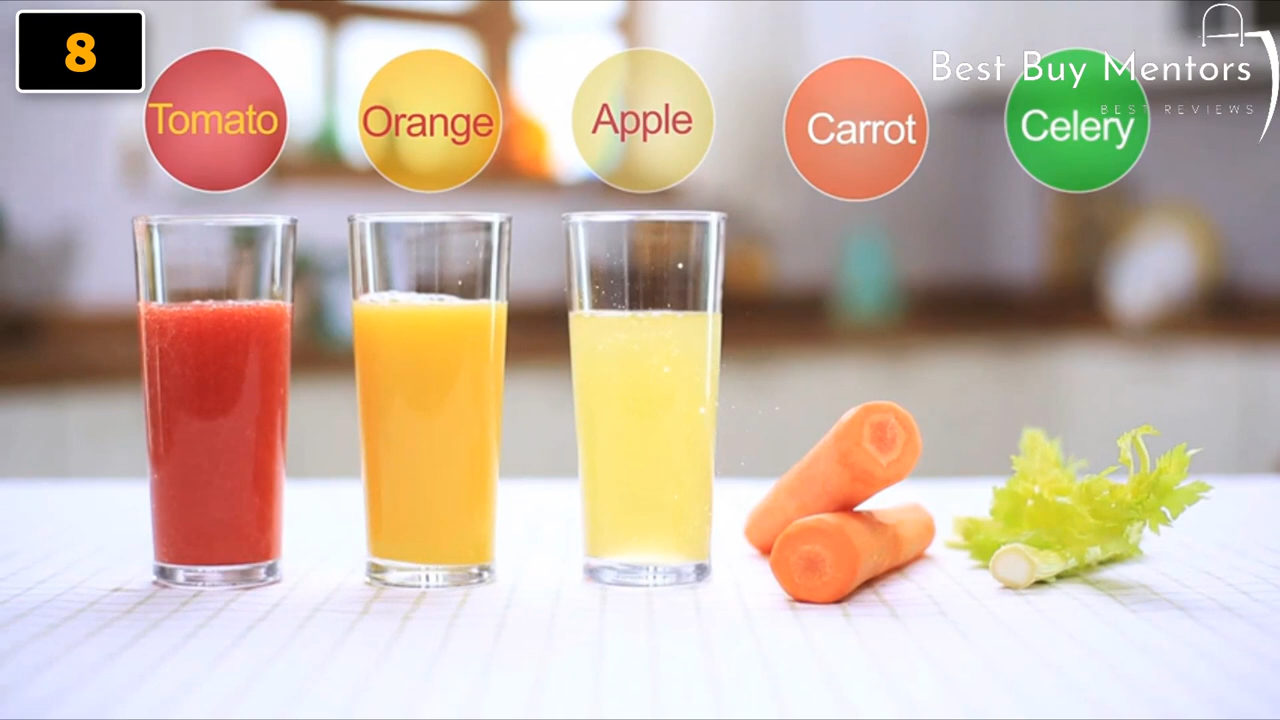 8
Tomato
Orange
Apple
Carrot
Celery
Best Buy Mentors
BEST REVIEWS